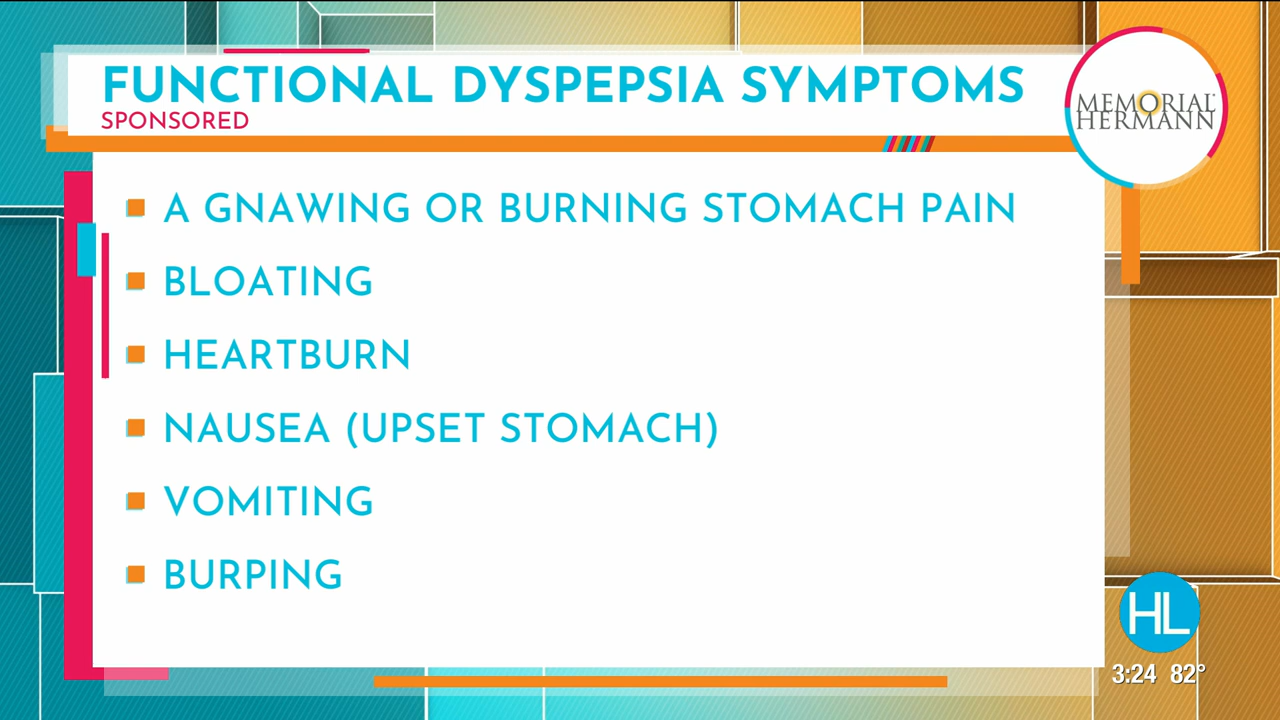 FUNCTIONAL DYSPEPSIA SYMPTOMS
SPONSORED
MEMORIAL
HERMANN
A GNAWING OR BURNING STOMACH PAIN
BLOATING
HEARTBURN
NAUSEA (UPSET STOMACH)
VOMITING
BURPING
HL
3:24 82°